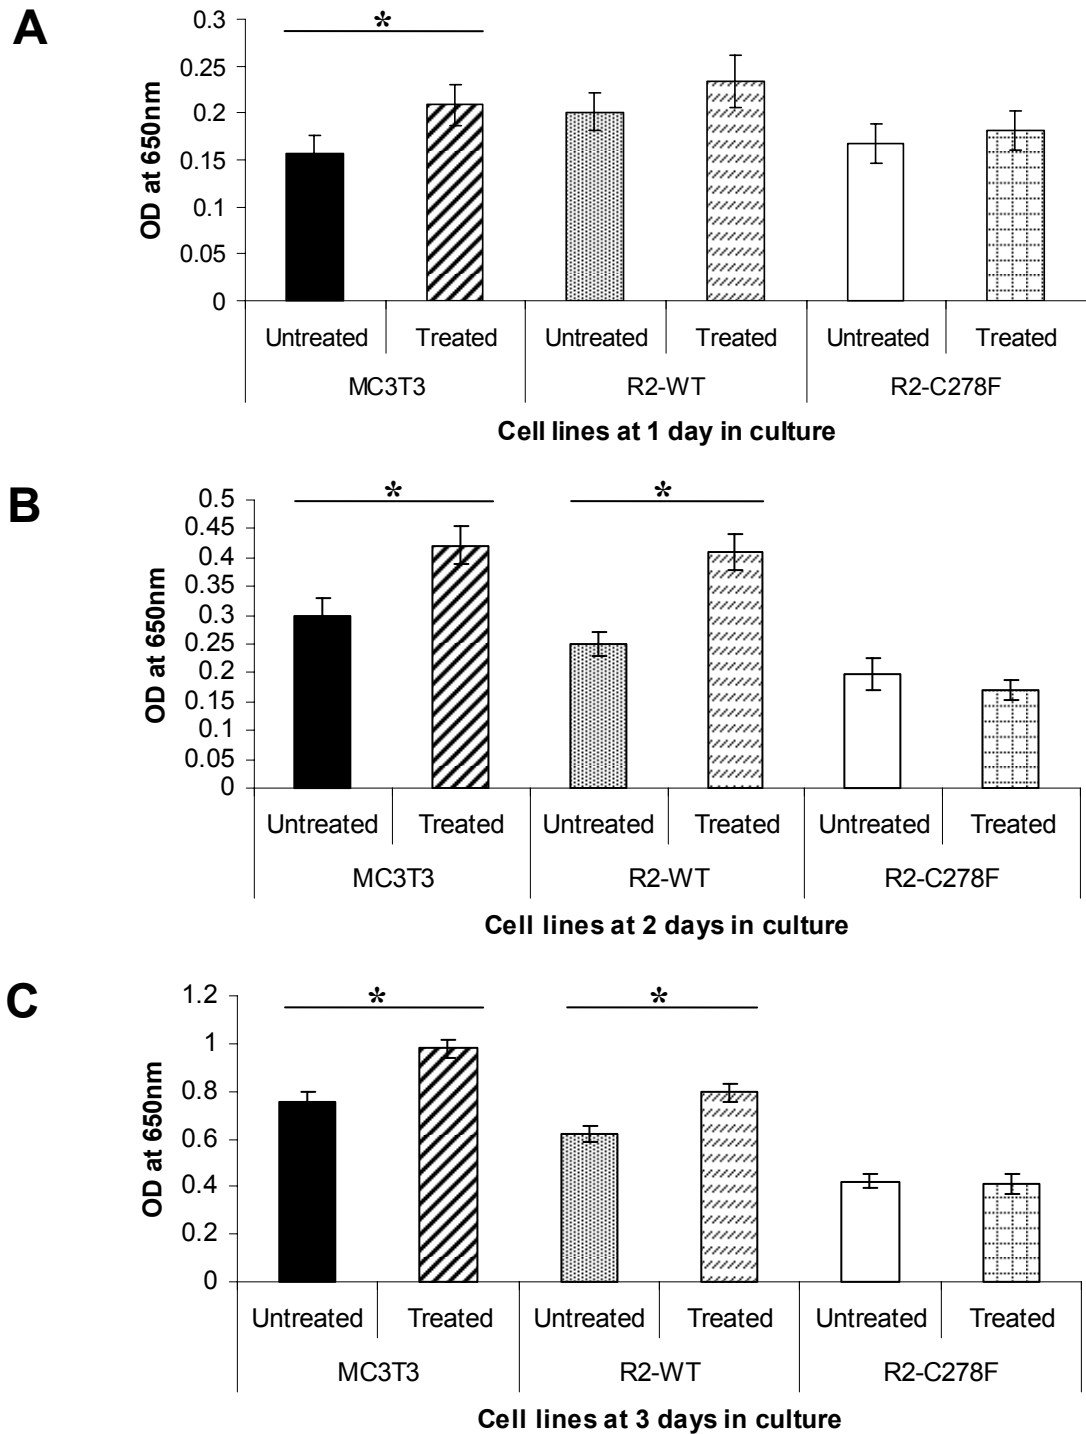 A
*
OD at 650nm
0.3
0.25
0.2
0.15
0.1
0.05
0
Untreated Treated Untreated Treated Untreated Treated
MC3T3 R2-WT R2-C278F
Cell lines at 1 day in culture
B
* *
OD at 650nm
0.5
0.45
0.4
0.35
0.3
0.25
0.2
0.15
0.1
0.05
0
Untreated Treated Untreated Treated Untreated Treated
MC3T3 R2-WT R2-C278F
Cell lines at 2 days in culture
C
* *
OD at 650nm
1.2
1
0.8
0.6
0.4
0.2
0
Untreated Treated Untreated Treated Untreated Treated
MC3T3 R2-WT R2-C278F
Cell lines at 3 days in culture